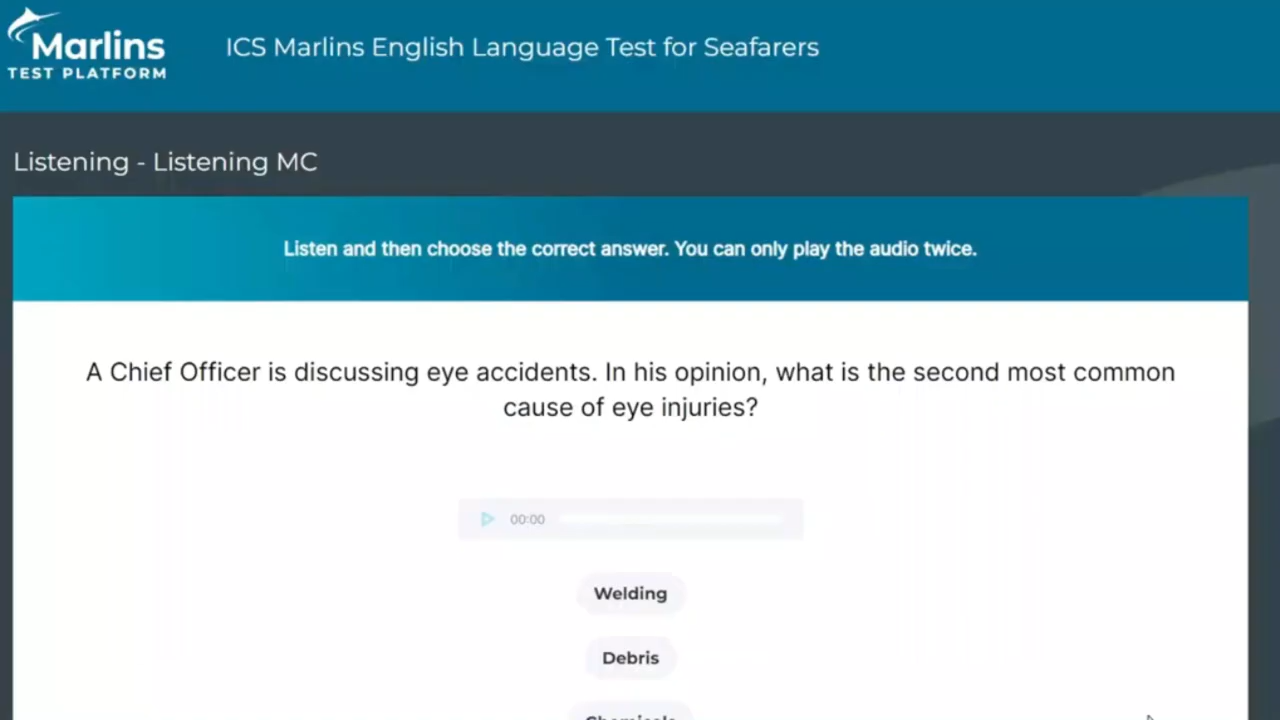 Marlins
TEST PLATFORM
ICS Marlins English Language Test for Seafarers
Listening - Listening MC
Listen and then choose the correct answer. You can only play the audio twice.
A Chief Officer is discussing eye accidents. In his opinion, what is the second most common
cause of eye injuries?
00:00
Welding
Debris
Chemicals